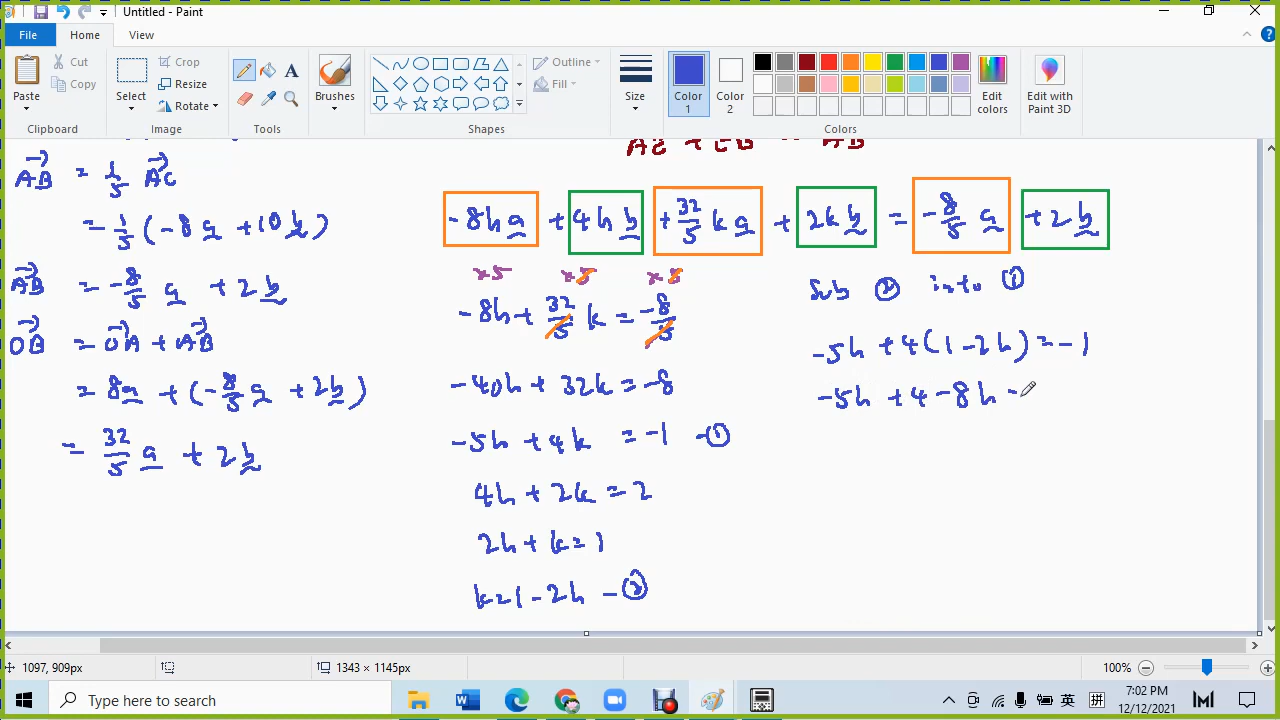 Untitled - Paint
File Home View
Paste Cut Copy Clipboard
Select Crop Resize Rotate Image
Tools
Brushes
Outline Fill Shapes
Size
Color 1 Color 2 Edit colors Colors
Edit with Paint 3D
AE + EB = AB
AB = 1/5 AC
= 1/5 (-8a + 10b)
AB = -8/5 a + 2b
OB = OA + AB
= 8a + (-8/5 a + 2b)
= 32/5 a + 2b
-8ha + 4hb + 32/5 ka + 2kb = -8/5 a + 2b
×5 ×5 ×5
-8h + 32/5 k = -8/5
-40h + 32k = -8
-5h + 4k = -1 -①
4h + 2k = 2
2h + k = 1
k = 1 - 2h - ②
Sub ② into ①
-5h + 4(1 - 2h) = -1
-5h + 4 - 8h -
1097, 909px
1343 × 1145px
100%
Type here to search
英 拼
7:02 PM
12/12/2021